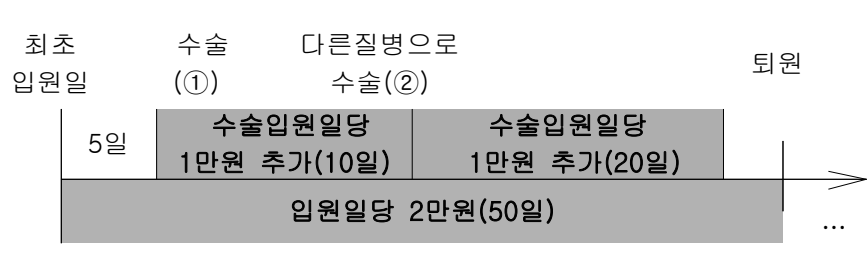 최초
입원일
수술
(①)
다른질병으로
수술(②)
퇴원
5일
수술입원일당
1만원 추가(10일)
수술입원일당
1만원 추가(20일)
입원일당 2만원(50일)
...